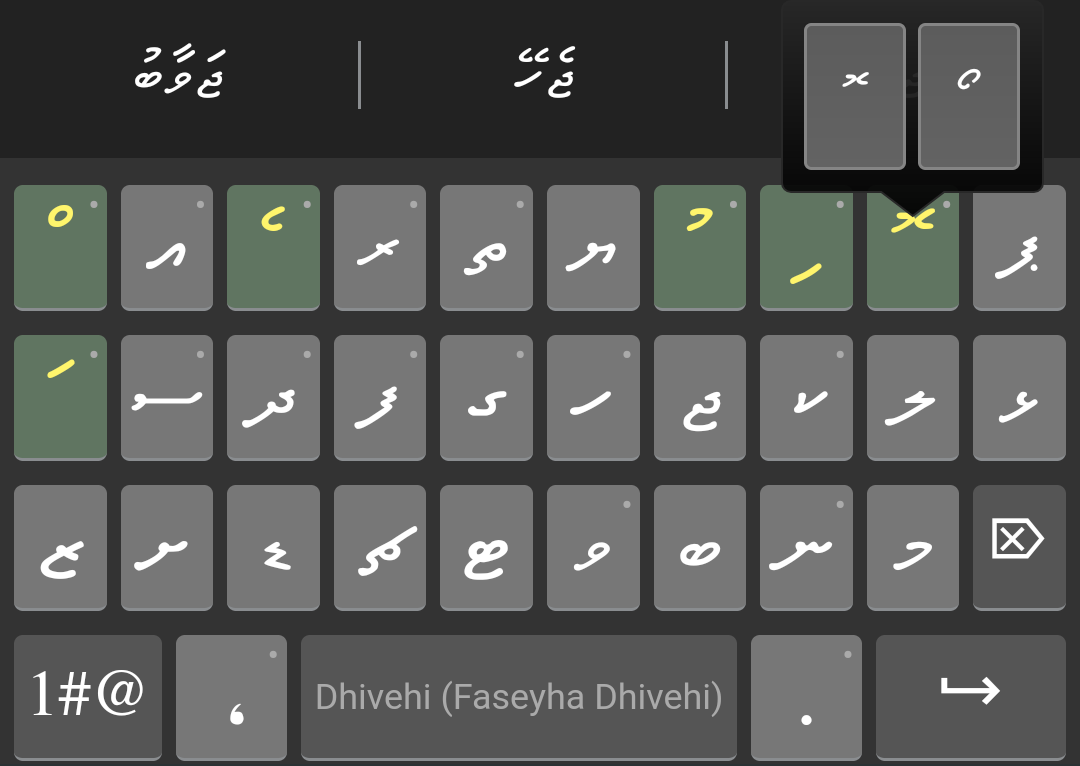 ޖަވާބު ޖެހޭ ޮ ޯ
ް އ ެ ރ ތ ޔ ު ި ޮ ޕ
ަ ސ ދ ފ ގ ހ ޖ ކ ލ ޅ
ޒ ށ ޑ ޗ ޓ ވ ބ ނ މ
1#@ ، Dhivehi (Faseyha Dhivehi) .